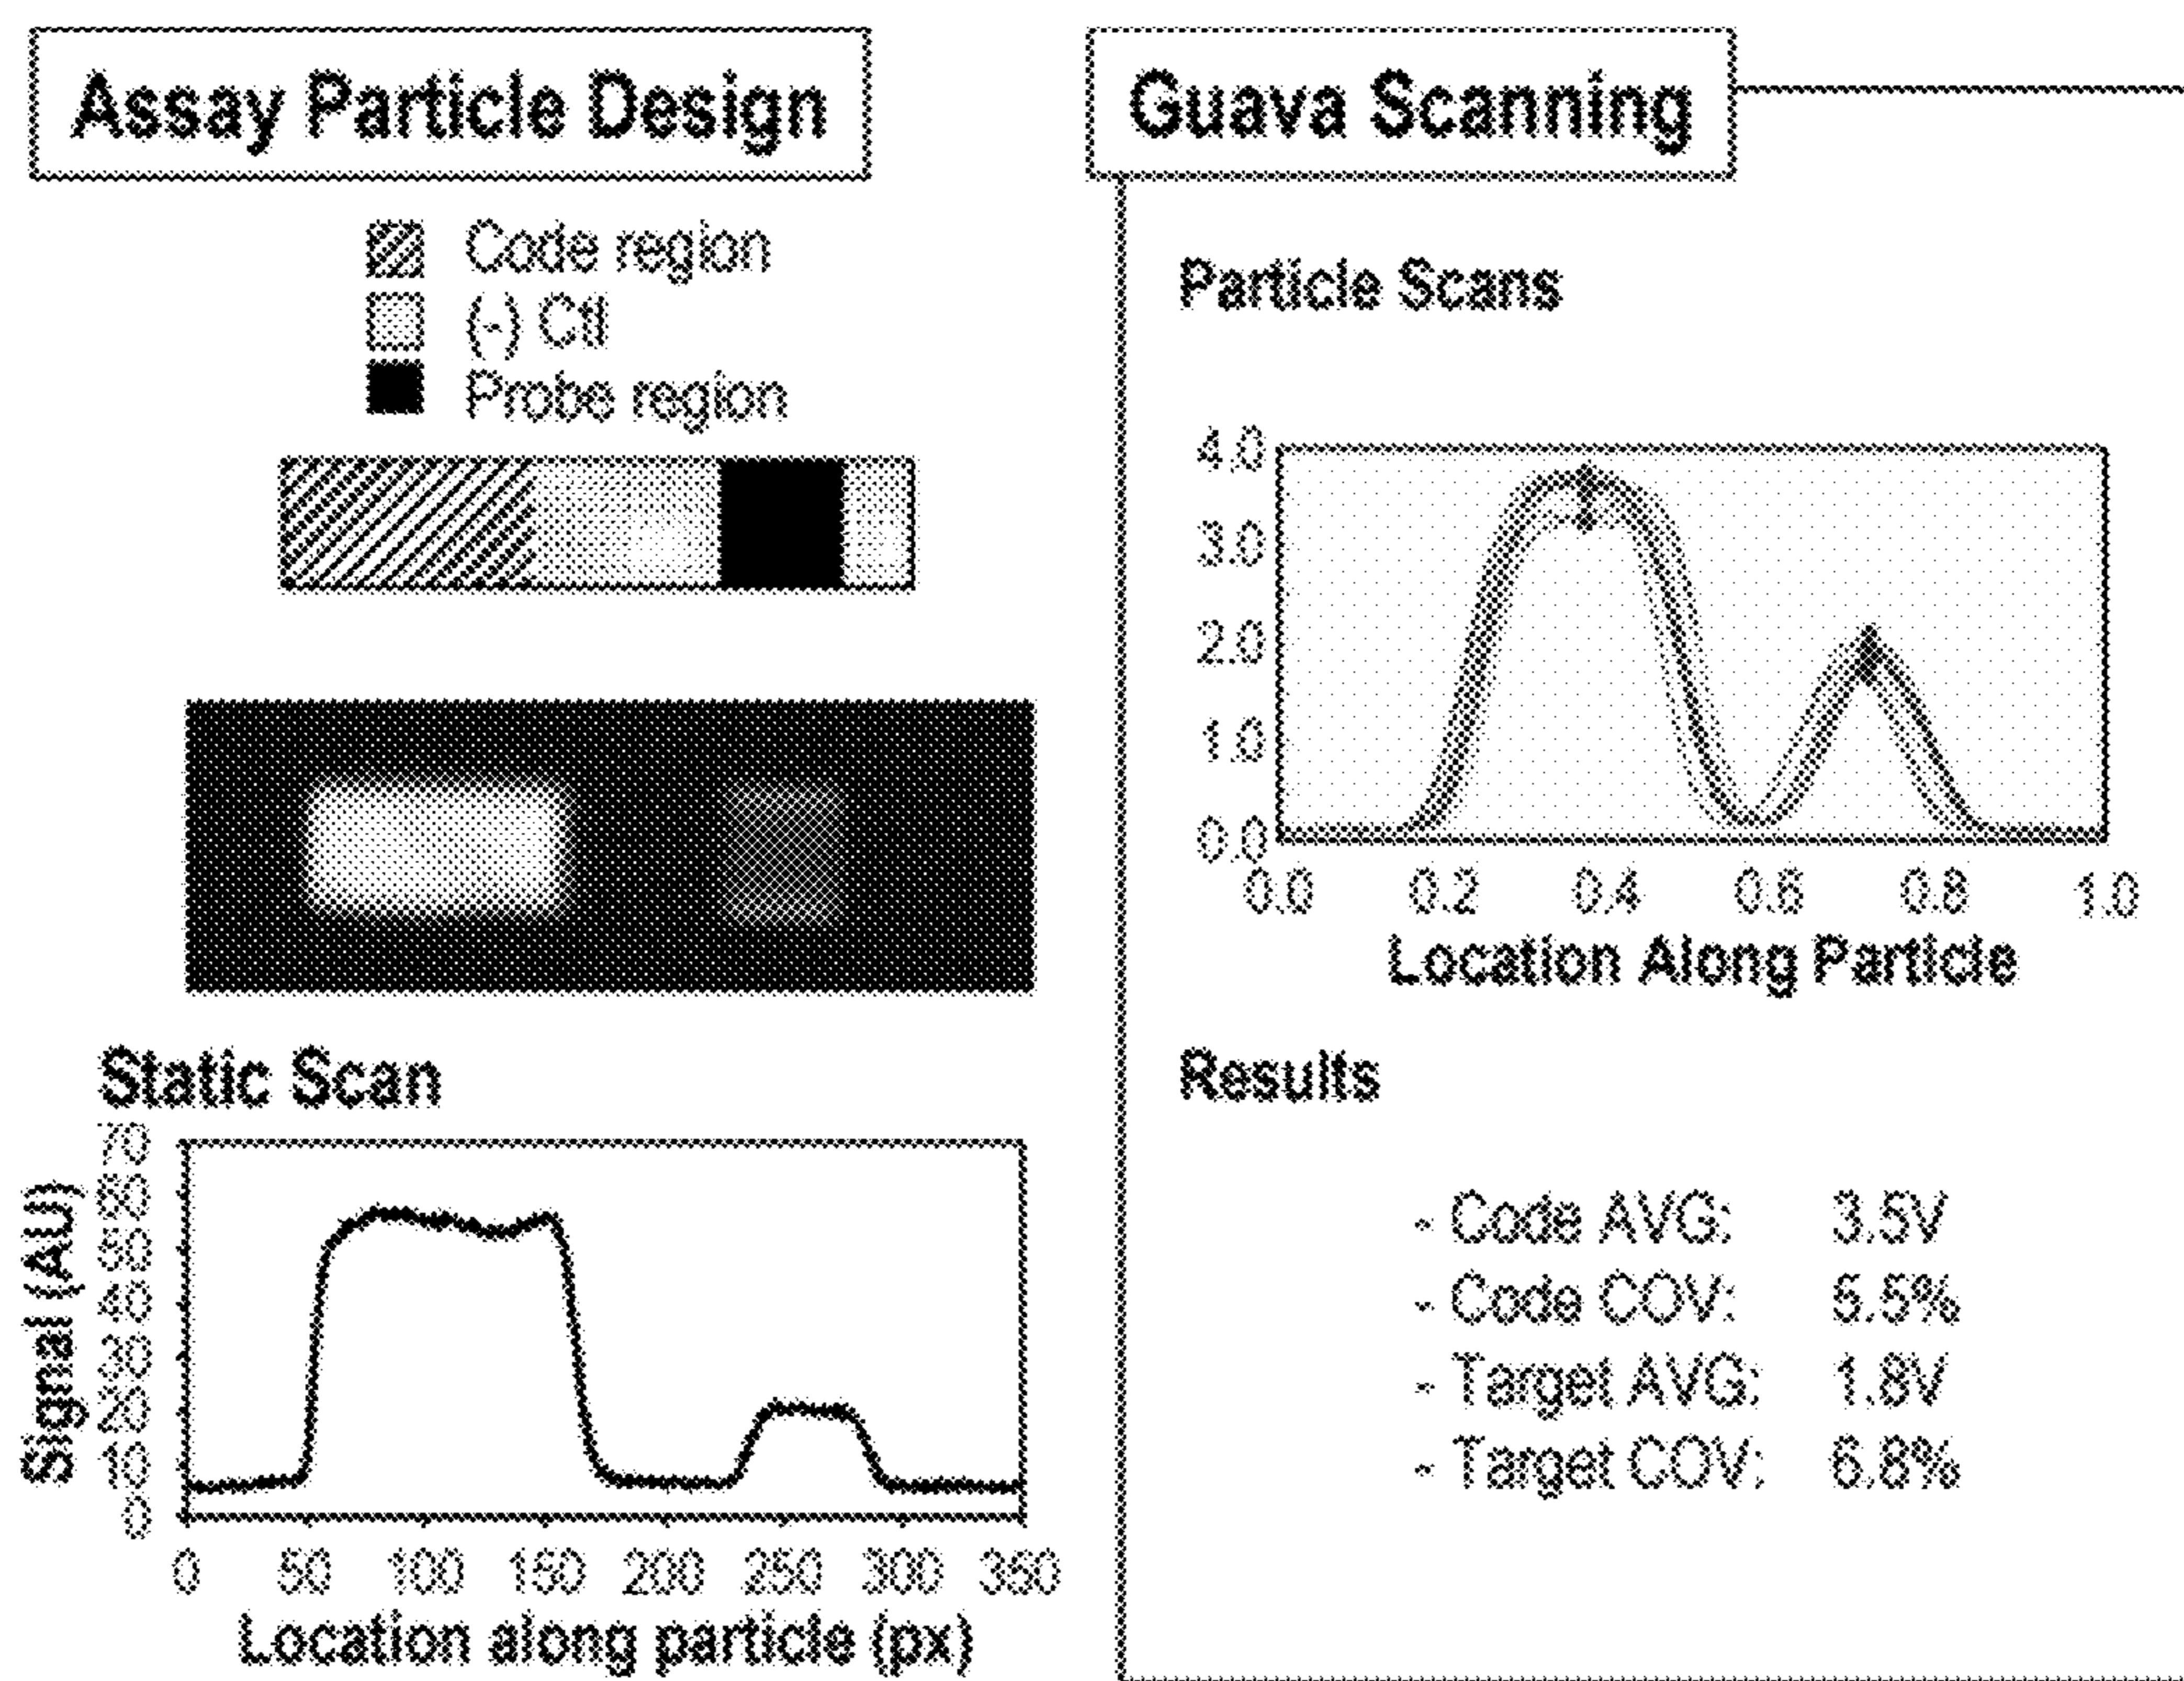 Assay Particle Design
Code region
(-) Ctl
Probe region
Static Scan
Signal (AU)
70
60
50
40
30
20
10
0
0 50 100 150 200 250 300 350
Location along particle (px)
Guava Scanning
Particle Scans
4.0
3.0
2.0
1.0
0.0
0.0 0.2 0.4 0.6 0.8 1.0
Location Along Particle
Results
- Code AVG: 3.5V
- Code COV: 5.5%
- Target AVG: 1.8V
- Target COV: 6.8%